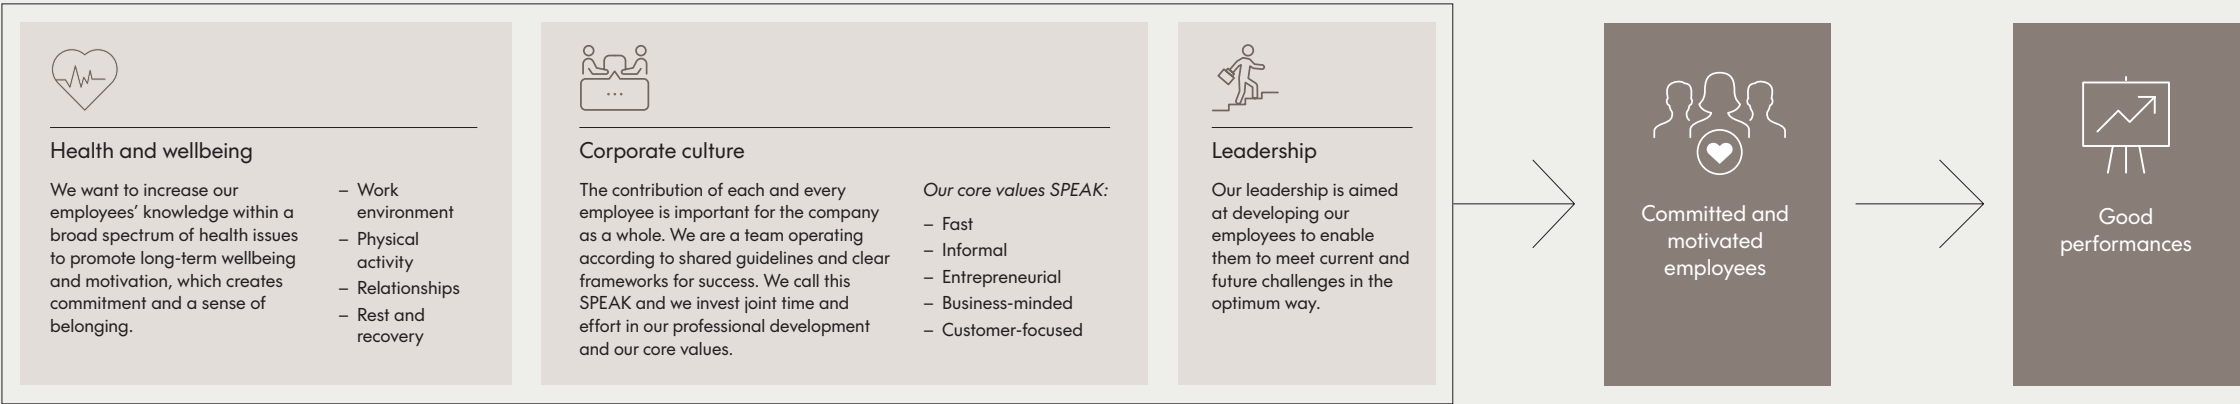 Health and wellbeing
We want to increase our
employees’ knowledge within a
broad spectrum of health issues
to promote long-term wellbeing
and motivation, which creates
commitment and a sense of
belonging.
– Work
environment
– Physical
activity
– Relationships
– Rest and
recovery
Corporate culture
The contribution of each and every
employee is important for the company
as a whole. We are a team operating
according to shared guidelines and clear
frameworks for success. We call this
SPEAK and we invest joint time and
effort in our professional development
and our core values.
Our core values SPEAK:
– Fast
– Informal
– Entrepreneurial
– Business-minded
– Customer-focused
Leadership
Our leadership is aimed
at developing our
employees to enable
them to meet current and
future challenges in the
optimum way.
Committed and
motivated
employees
Good
performances